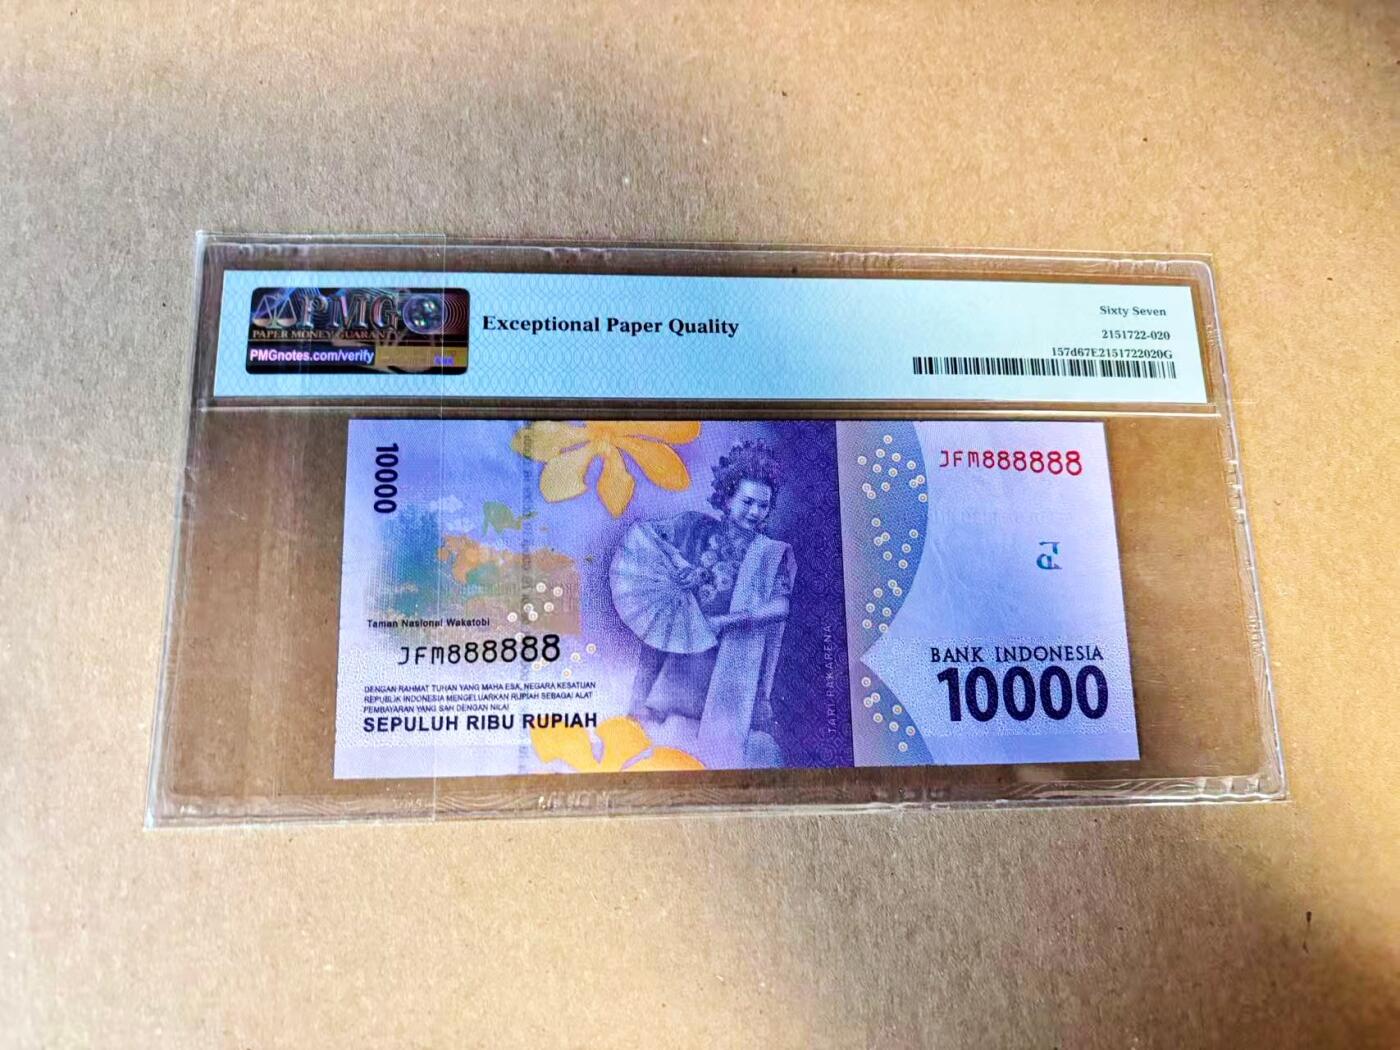 PMG
PAPER MONEY GUARANTY
PMGnotes.com/verify
Exceptional Paper Quality
Sixty Seven
2151722-020
157d67E2151722020G
10000
JFM888888
Taman Nasional Wakatobi
JFM888888
DENGAN RAHMAT TUHAN YANG MAHA ESA, NEGARA KESATUAN
REPUBLIK INDONESIA MENGELUARKAN RUPIAH SEBAGAI ALAT
PEMBAYARAN YANG SAH DENGAN NILAI
SEPULUH RIBU RUPIAH
TARI PAKARENA
BANK INDONESIA
10000